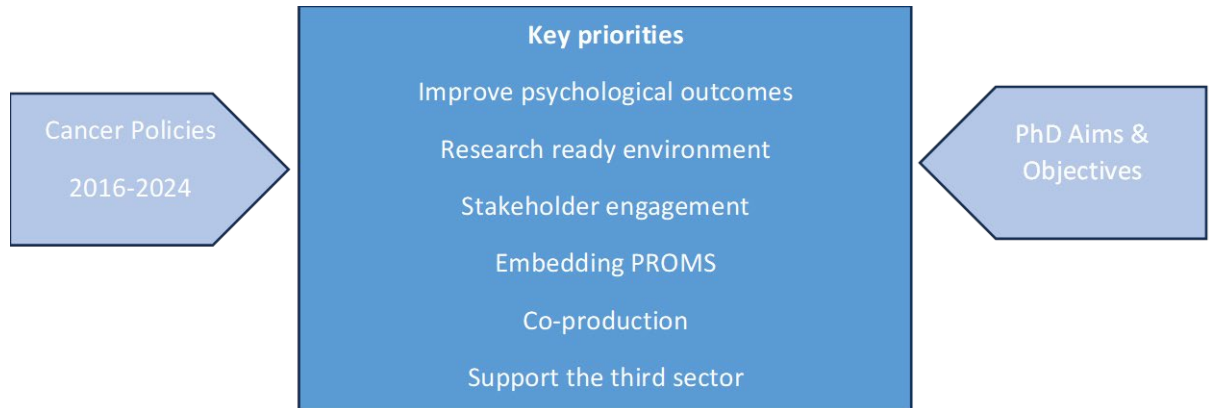 Cancer Policies
2016-2024
Key priorities
Improve psychological outcomes
Research ready environment
Stakeholder engagement
Embedding PROMS
Co-production
Support the third sector
PhD Aims &
Objectives